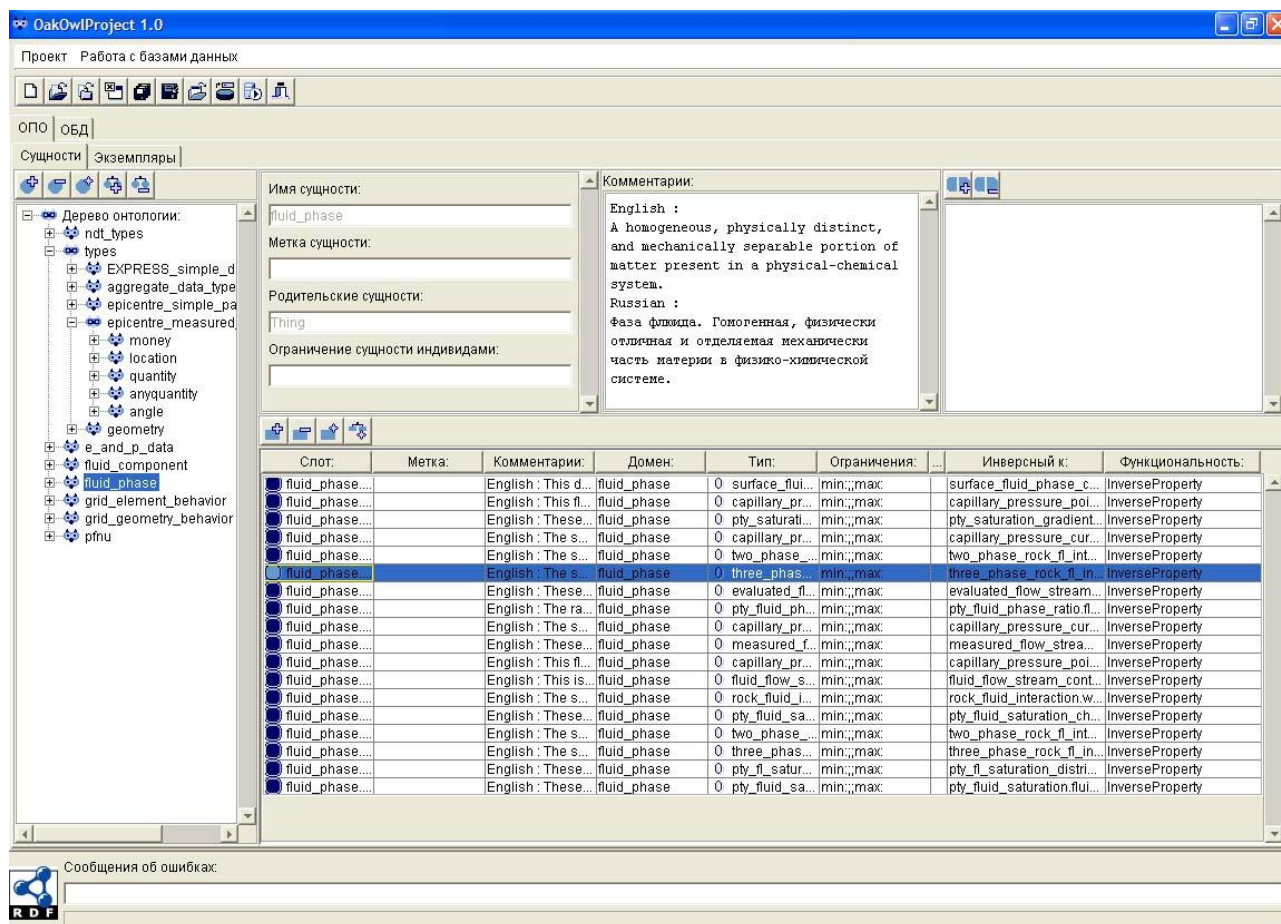 OakOwlProject 1.0
Проект Работа с базами данных
ОПО ОБД
Сущности Экземпляры
Дерево онтологии:
ndt_types
types
EXPRESS_simple_d
aggregate_data_type
epicentre_simple_pa
epicentre_measured_
money
location
quantity
anyquantity
angle
geometry
e_and_p_data
fluid_component
fluid_phase
grid_element_behavior
grid_geometry_behavior
pfnu
Имя сущности:
fluid_phase
Метка сущности:
Родительские сущности:
Thing
Ограничение сущности индивидами:
Комментарии:
English :
A homogeneous, physically distinct,
and mechanically separable portion of
matter present in a physical-chemical
system.
Russian :
Фаза флюида. Гомогенная, физически
отличная и отделяемая механически
часть материи в физико-химической
системе.
Слот: Метка: Комментарии: Домен: Тип: Ограничения: ... Инверсный к: Функциональность:
fluid_phase.... English : This d... fluid_phase 0 surface_flui... min:;;max: surface_fluid_phase_c... InverseProperty
fluid_phase.... English : This fl... fluid_phase 0 capillary_pr... min:;;max: capillary_pressure_poi... InverseProperty
fluid_phase.... English : These... fluid_phase 0 pty_saturati... min:;;max: pty_saturation_gradient... InverseProperty
fluid_phase.... English : The s... fluid_phase 0 capillary_pr... min:;;max: capillary_pressure_cur... InverseProperty
fluid_phase.... English : The s... fluid_phase 0 two_phase_... min:;;max: two_phase_rock_fl_int... InverseProperty
fluid_phase.... English : The s... fluid_phase 0 three_phas... min:;;max: three_phase_rock_fl_in... InverseProperty
fluid_phase.... English : These... fluid_phase 0 evaluated_fl... min:;;max: evaluated_flow_stream... InverseProperty
fluid_phase.... English : The ra... fluid_phase 0 pty_fluid_ph... min:;;max: pty_fluid_phase_ratio.fl... InverseProperty
fluid_phase.... English : The s... fluid_phase 0 capillary_pr... min:;;max: capillary_pressure_cur... InverseProperty
fluid_phase.... English : These... fluid_phase 0 measured_f... min:;;max: measured_flow_strea... InverseProperty
fluid_phase.... English : This fl... fluid_phase 0 capillary_pr... min:;;max: capillary_pressure_poi... InverseProperty
fluid_phase.... English : This is... fluid_phase 0 fluid_flow_s... min:;;max: fluid_flow_stream_cont... InverseProperty
fluid_phase.... English : The s... fluid_phase 0 rock_fluid_i... min:;;max: rock_fluid_interaction.w... InverseProperty
fluid_phase.... English : These... fluid_phase 0 pty_fluid_sa... min:;;max: pty_fluid_saturation_ch... InverseProperty
fluid_phase.... English : The s... fluid_phase 0 two_phase_... min:;;max: two_phase_rock_fl_int... InverseProperty
fluid_phase.... English : The s... fluid_phase 0 three_phas... min:;;max: three_phase_rock_fl_in... InverseProperty
fluid_phase.... English : These... fluid_phase 0 pty_fl_satur... min:;;max: pty_fl_saturation_distri... InverseProperty
fluid_phase.... English : These... fluid_phase 0 pty_fluid_sa... min:;;max: pty_fluid_saturation.flui... InverseProperty
Сообщения об ошибках:
RDF